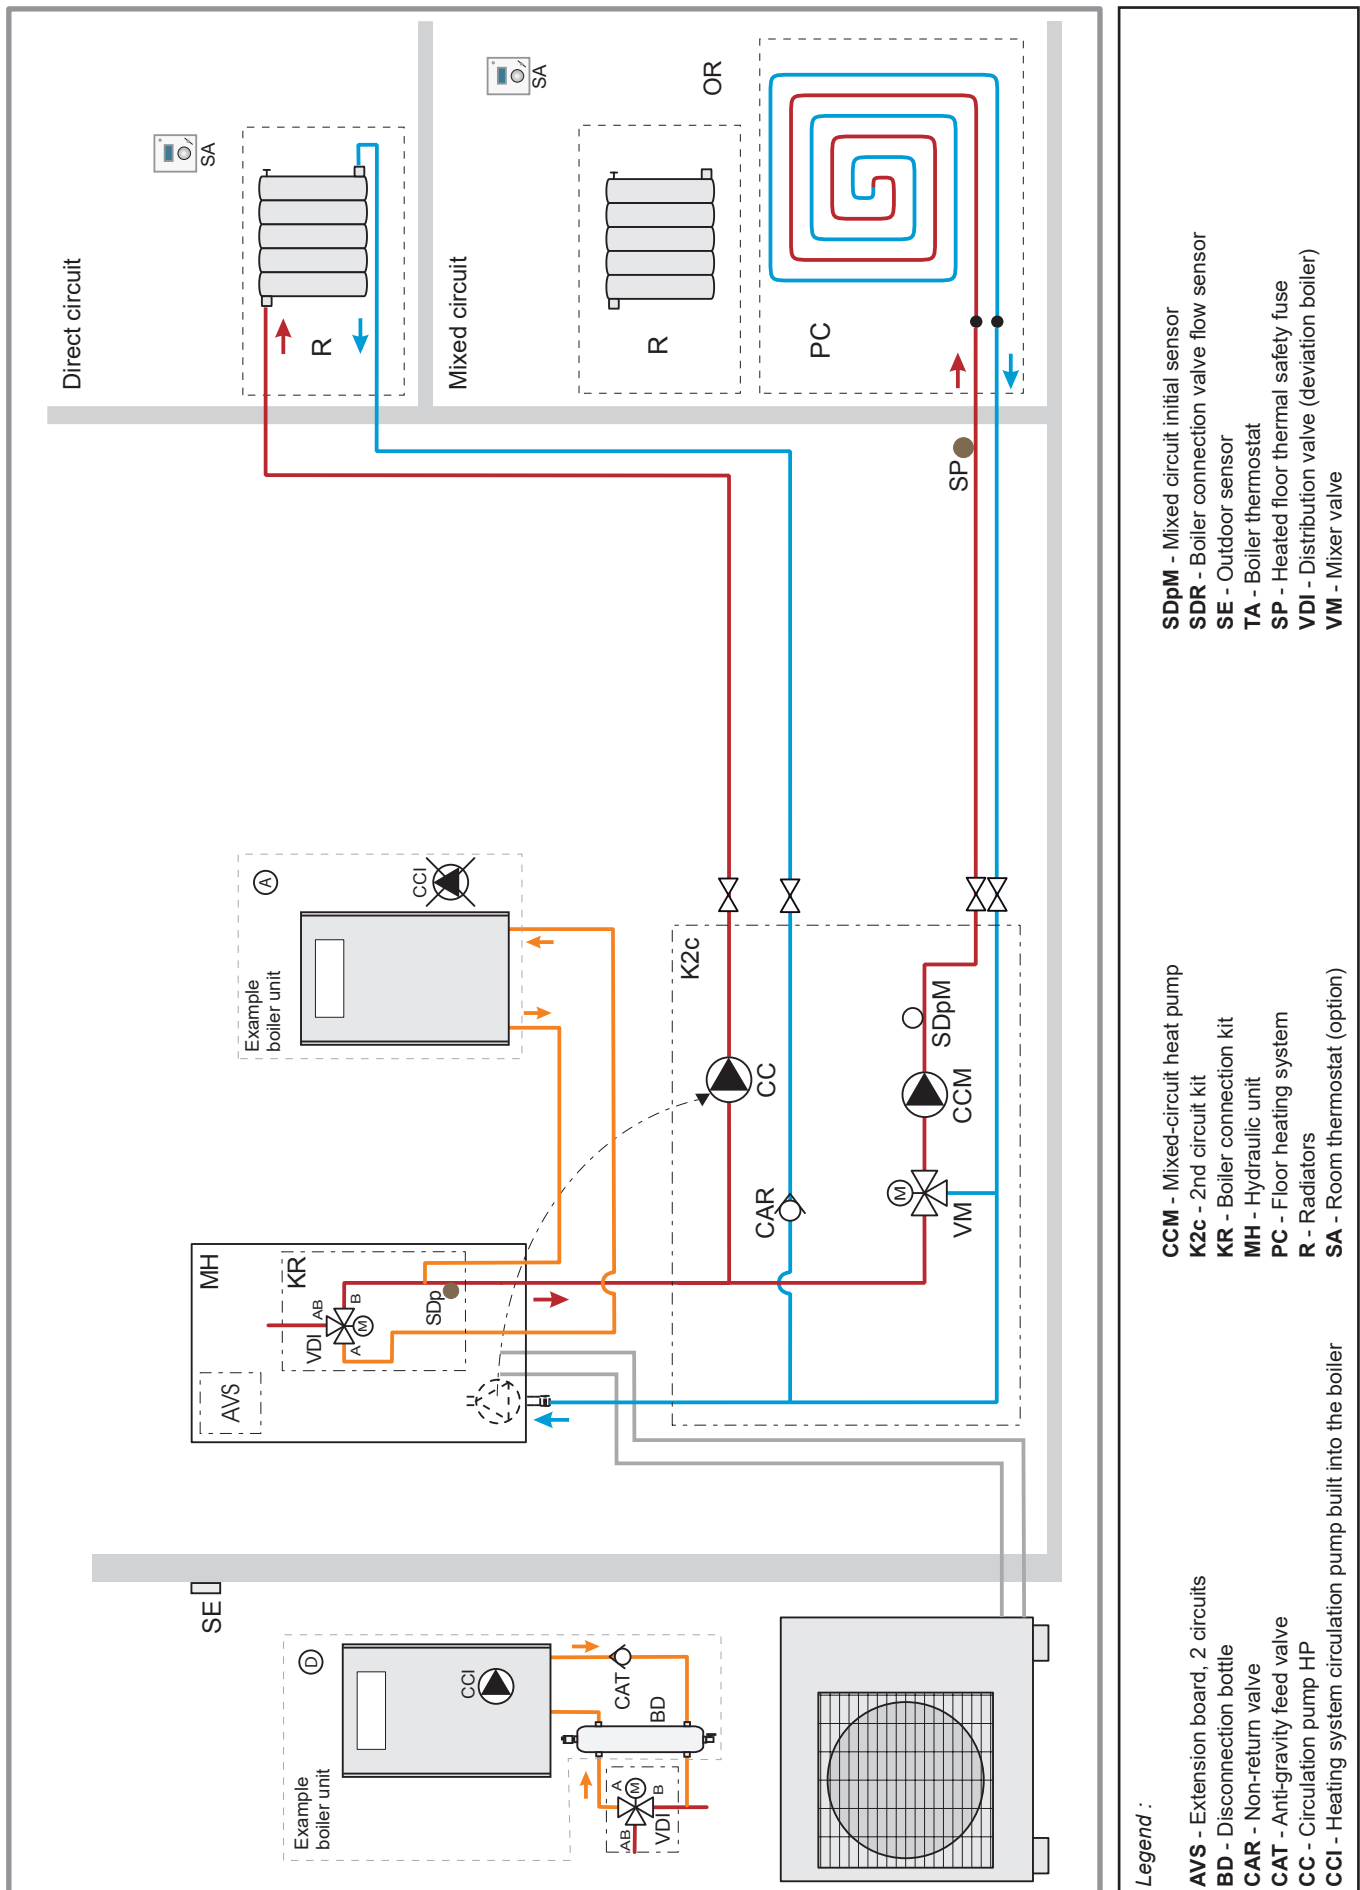 Direct circuit
SA
R
Mixed circuit
SA
R
OR
PC
SP
Example
boiler unit
A
CCI
K2c
CC
CAR
SDpM
CCM
M
VM
MH
KR
AB
B
VDI
M
A
SDp
AVS
SE
Example
boiler unit
D
CCI
CAT
BD
A
M
B
AB
VDI
Legend :
AVS - Extension board, 2 circuits
BD - Disconnection bottle
CAR - Non-return valve
CAT - Anti-gravity feed valve
CC - Circulation pump HP
CCI - Heating system circulation pump built into the boiler
CCM - Mixed-circuit heat pump
K2c - 2nd circuit kit
KR - Boiler connection kit
MH - Hydraulic unit
PC - Floor heating system
R - Radiators
SA - Room thermostat (option)
SDpM - Mixed circuit initial sensor
SDR - Boiler connection valve flow sensor
SE - Outdoor sensor
TA - Boiler thermostat
SP - Heated floor thermal safety fuse
VDI - Distribution valve (deviation boiler)
VM - Mixer valve